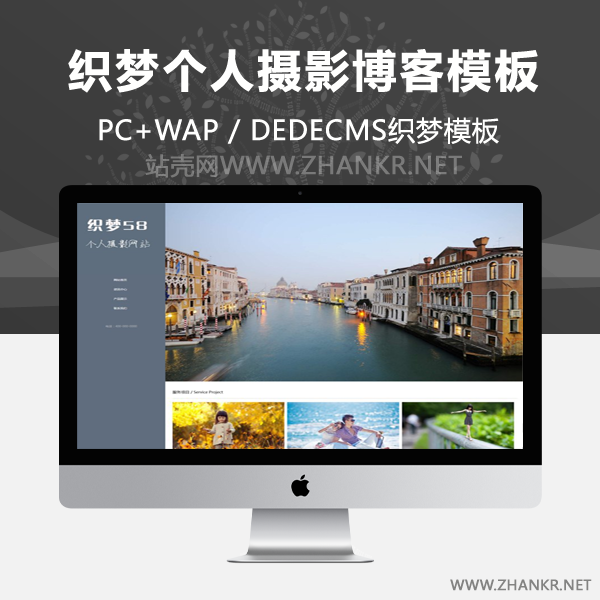 织梦个人摄影博客模板
PC+WAP / DEDECMS织梦模板
站壳网WWW.ZHANKR.NET
织梦58
个人摄影网站
服务项目 / Service Project
WWW.ZHANKR.NET